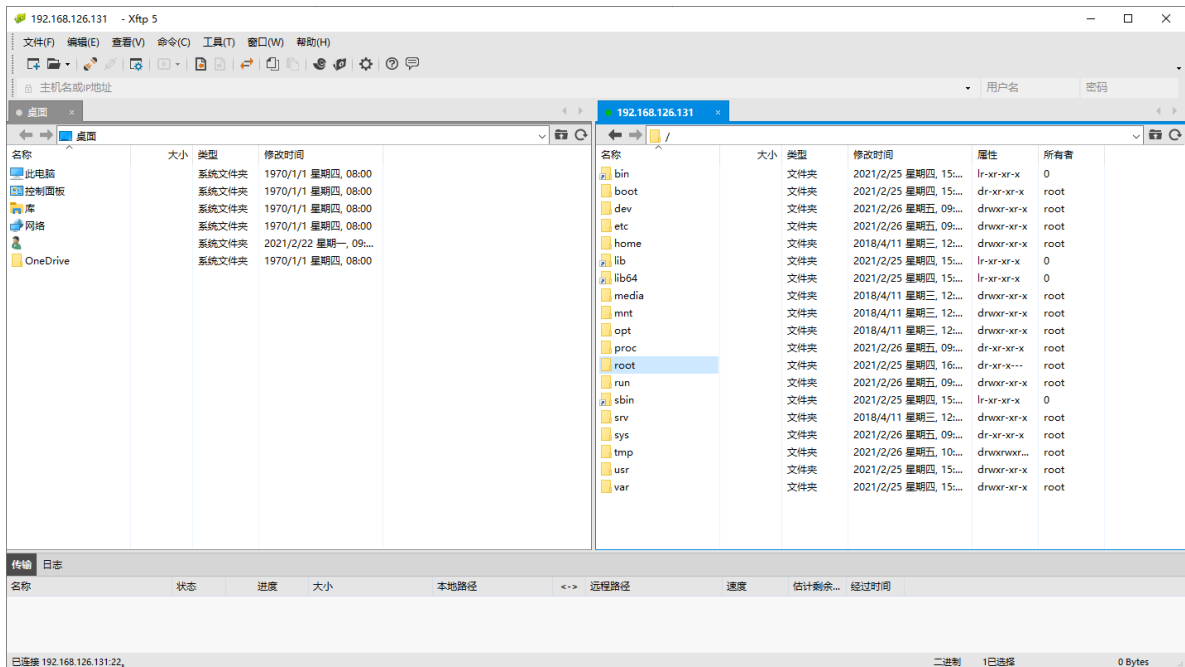 192.168.126.131 - Xftp 5
文件(F) 编辑(E) 查看(V) 命令(C) 工具(T) 窗口(W) 帮助(H)
主机名或IP地址 用户名 密码
桌面 × 192.168.126.131 ×
桌面 /
名称 大小 类型 修改时间 名称 大小 类型 修改时间 属性 所有者
此电脑 系统文件夹 1970/1/1 星期四, 08:00 bin 文件夹 2021/2/25 星期四, 15:... lr-xr-xr-x 0
控制面板 系统文件夹 1970/1/1 星期四, 08:00 boot 文件夹 2021/2/25 星期四, 15:... dr-xr-xr-x root
库 系统文件夹 1970/1/1 星期四, 08:00 dev 文件夹 2021/2/26 星期五, 09:... drwxr-xr-x root
网络 系统文件夹 1970/1/1 星期四, 08:00 etc 文件夹 2021/2/26 星期五, 09:... drwxr-xr-x root
系统文件夹 2021/2/22 星期一, 09:... home 文件夹 2018/4/11 星期三, 12:... drwxr-xr-x root
OneDrive 系统文件夹 1970/1/1 星期四, 08:00 lib 文件夹 2021/2/25 星期四, 15:... lr-xr-xr-x 0
lib64 文件夹 2021/2/25 星期四, 15:... lr-xr-xr-x 0
media 文件夹 2018/4/11 星期三, 12:... drwxr-xr-x root
mnt 文件夹 2018/4/11 星期三, 12:... drwxr-xr-x root
opt 文件夹 2018/4/11 星期三, 12:... drwxr-xr-x root
proc 文件夹 2021/2/26 星期五, 09:... dr-xr-xr-x root
root 文件夹 2021/2/25 星期四, 16:... dr-xr-x--- root
run 文件夹 2021/2/26 星期五, 09:... drwxr-xr-x root
sbin 文件夹 2021/2/25 星期四, 15:... lr-xr-xr-x 0
srv 文件夹 2018/4/11 星期三, 12:... drwxr-xr-x root
sys 文件夹 2021/2/26 星期五, 09:... dr-xr-xr-x root
tmp 文件夹 2021/2/26 星期五, 10:... drwxrwxr... root
usr 文件夹 2021/2/25 星期四, 15:... drwxr-xr-x root
var 文件夹 2021/2/25 星期四, 15:... drwxr-xr-x root
传输 日志
名称 状态 进度 大小 本地路径 <-> 远程路径 速度 估计剩余... 经过时间
已连接 192.168.126.131:22。 二进制 1已选择 0 Bytes